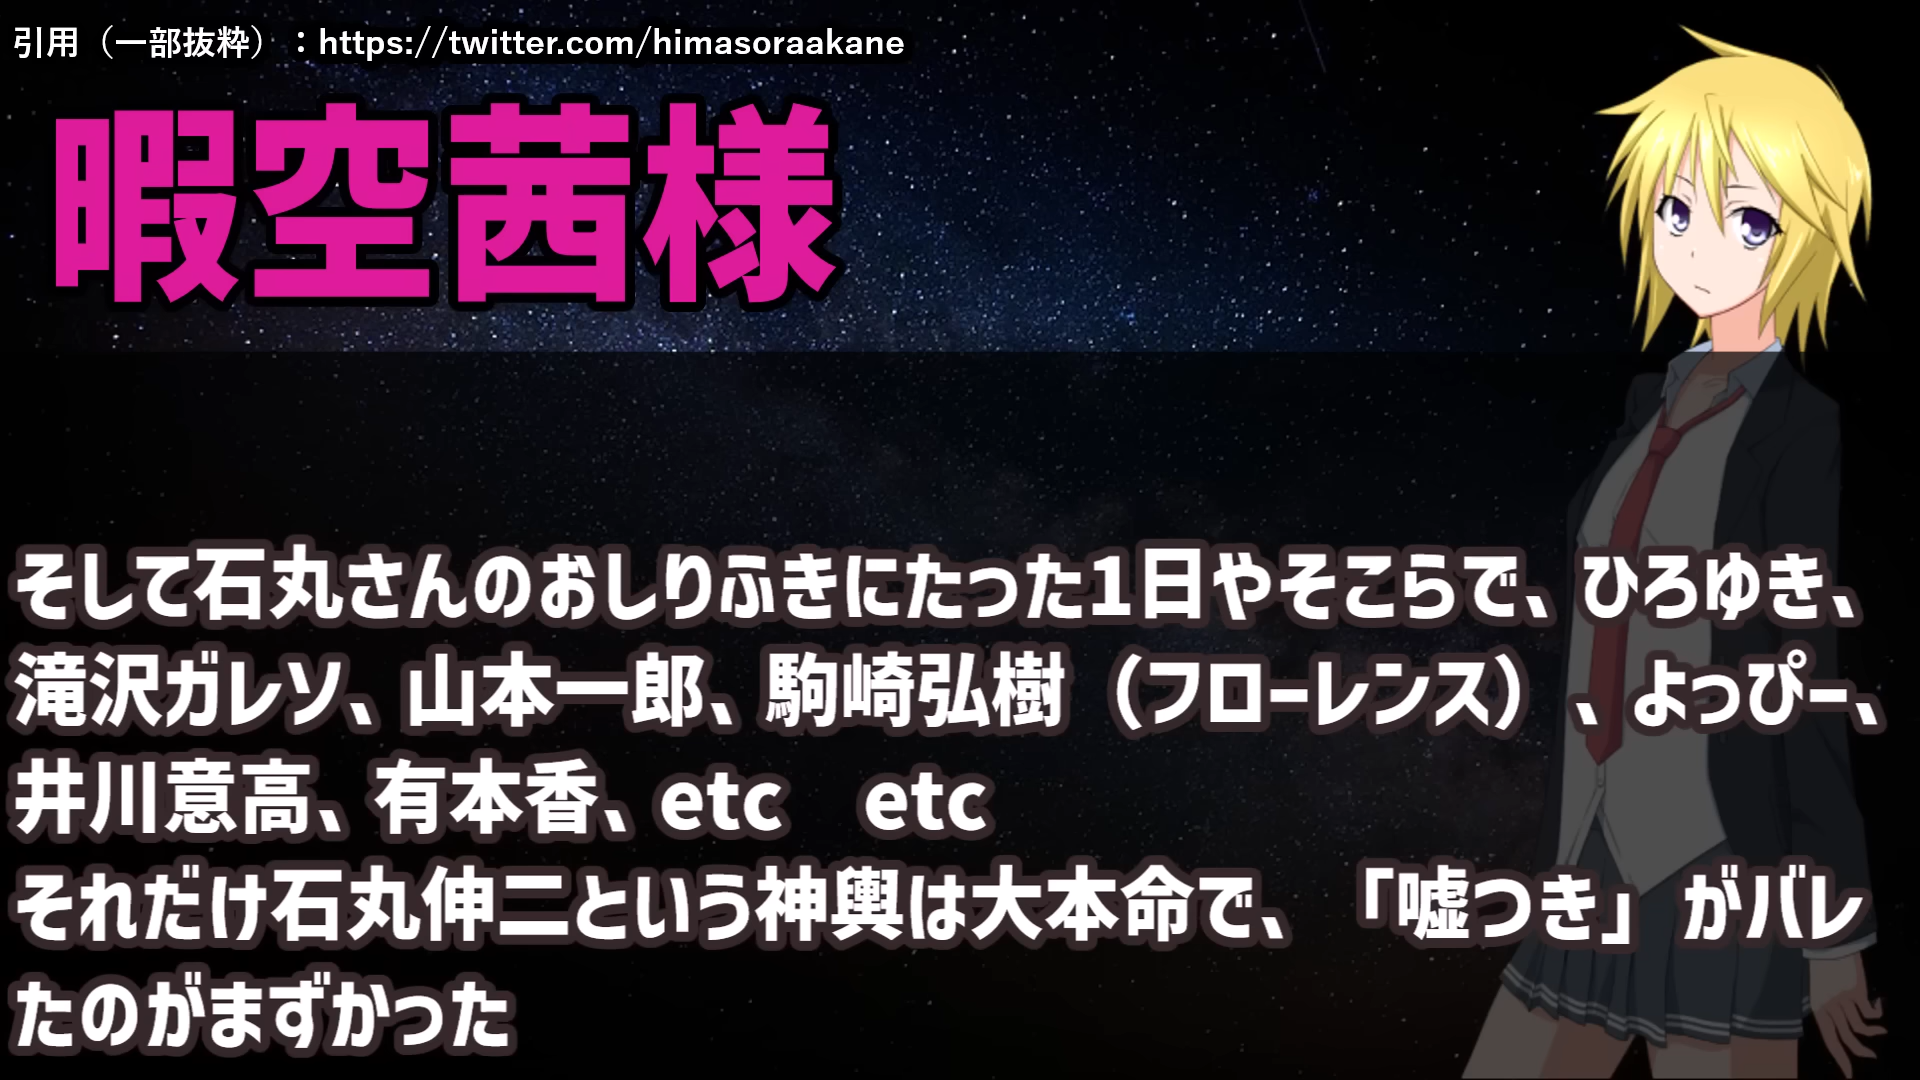 引用（一部抜粋）：https://twitter.com/himasoraakane
暇空茜様
そして石丸さんのおしりふきにたった1日やそこらで、ひろゆき、
滝沢ガレソ、山本一郎、駒崎弘樹（フローレンス）、よっぴー、
井川意高、有本香、etc　etc
それだけ石丸伸二という神輿は大本命で、「嘘つき」がバレ
たのがまずかった